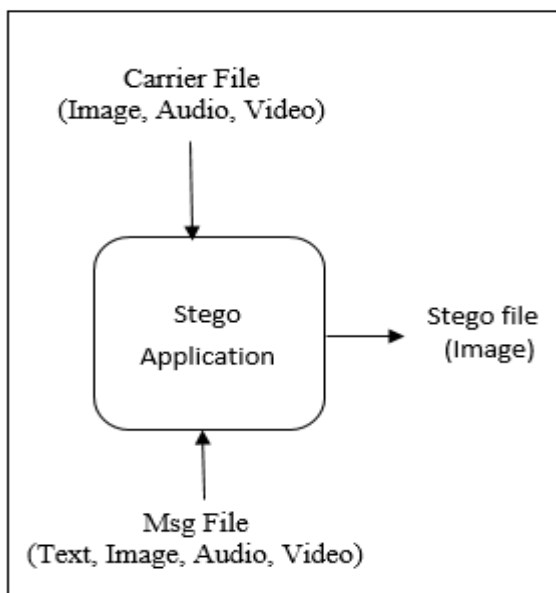 Carrier File
(Image, Audio, Video)
Stego
Application
Stego file
(Image)
Msg File
(Text, Image, Audio, Video)